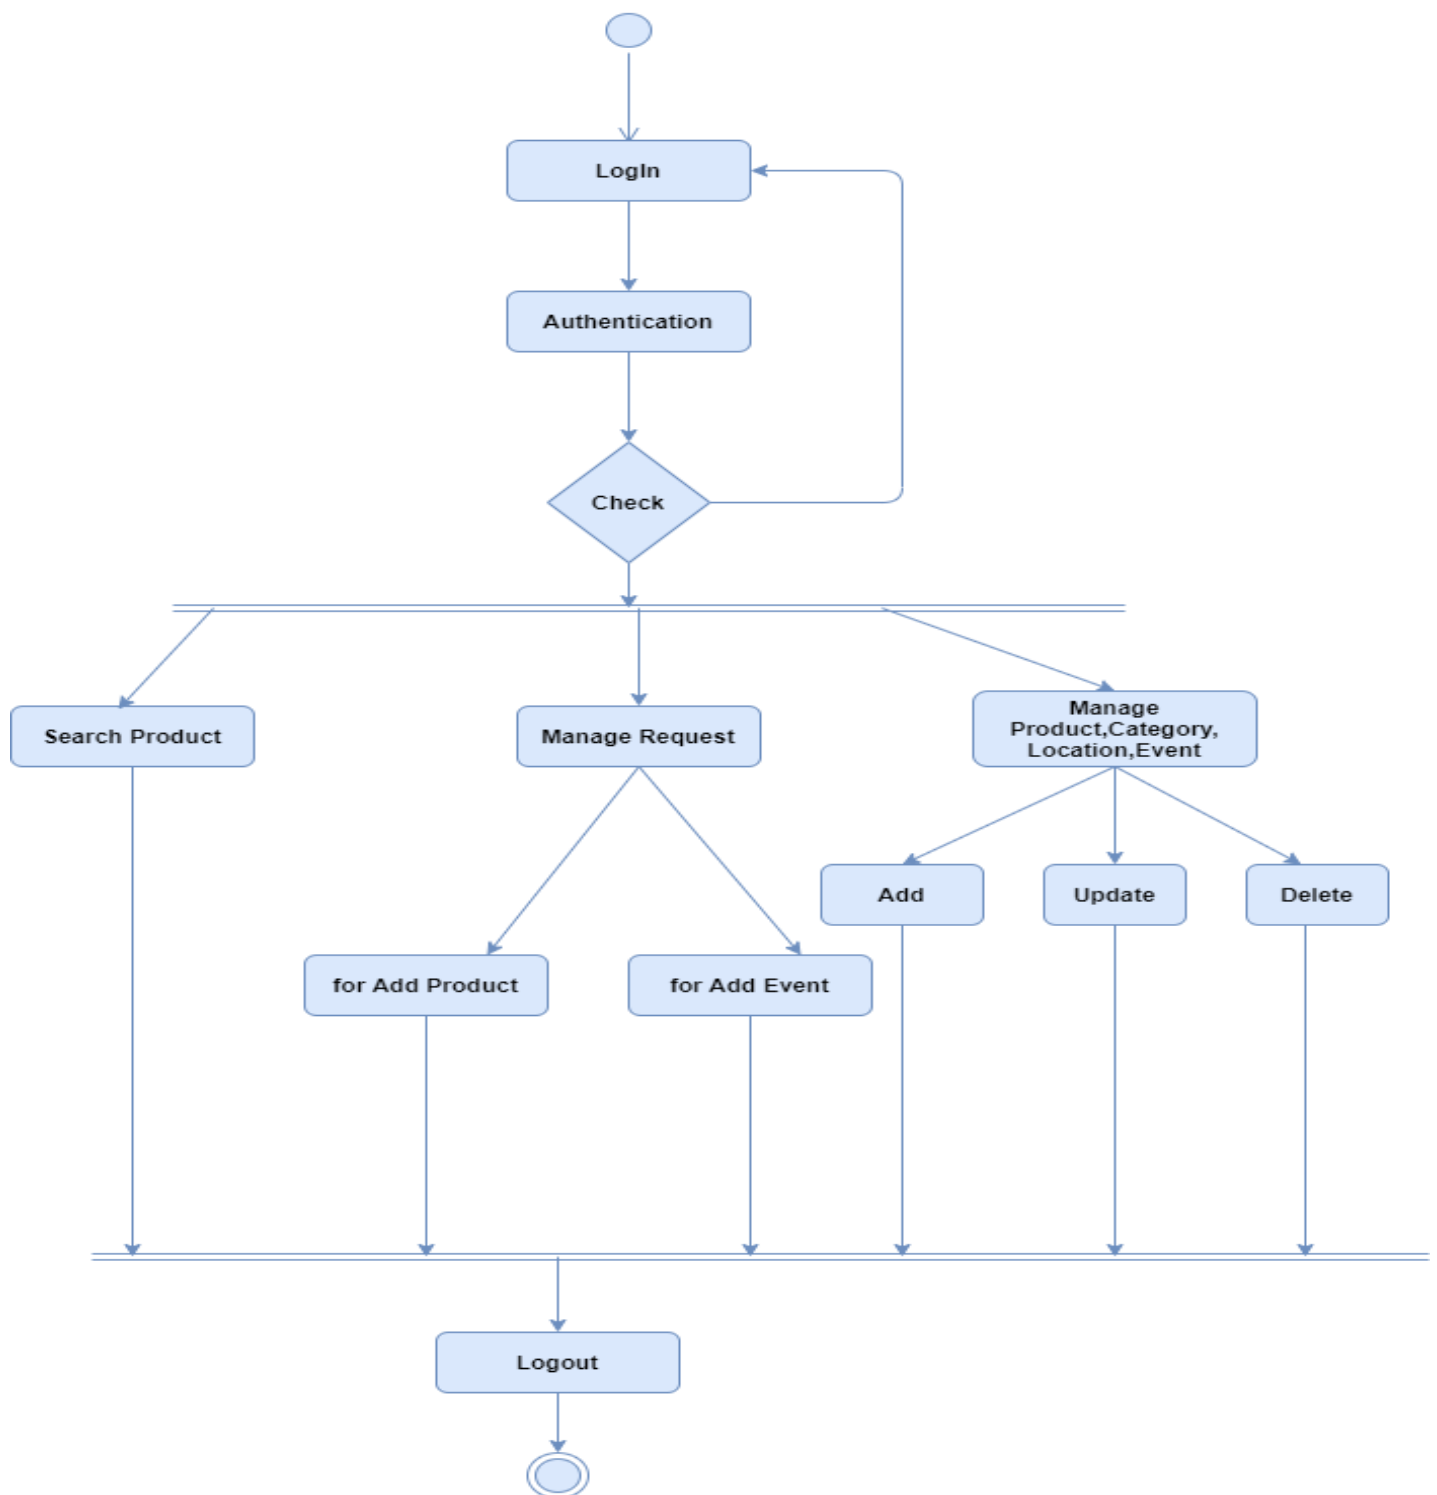 LogIn
Authentication
Check
Search Product
Manage Request
Manage
Product,Category,
Location,Event
Add
Update
Delete
for Add Product
for Add Event
Logout